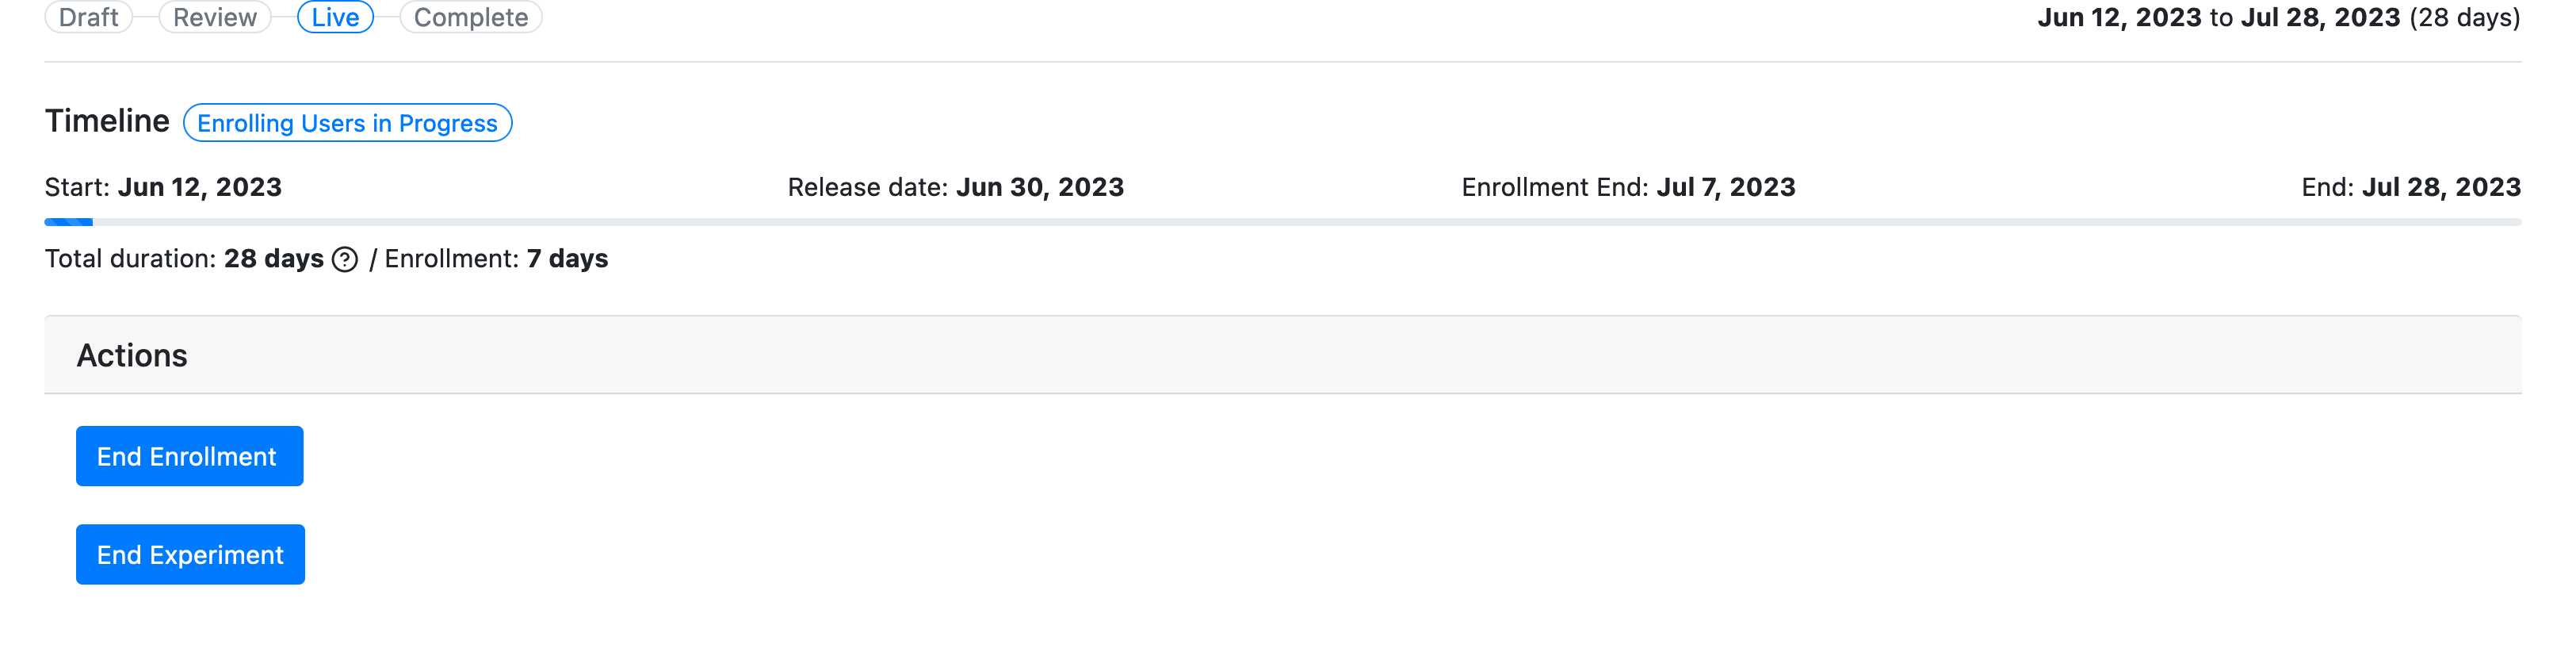 Draft Review Live Complete Jun 12, 2023 to Jul 28, 2023 (28 days)
Timeline Enrolling Users in Progress
Start: Jun 12, 2023 Release date: Jun 30, 2023 Enrollment End: Jul 7, 2023 End: Jul 28, 2023
Total duration: 28 days ? / Enrollment: 7 days
Actions
End Enrollment
End Experiment